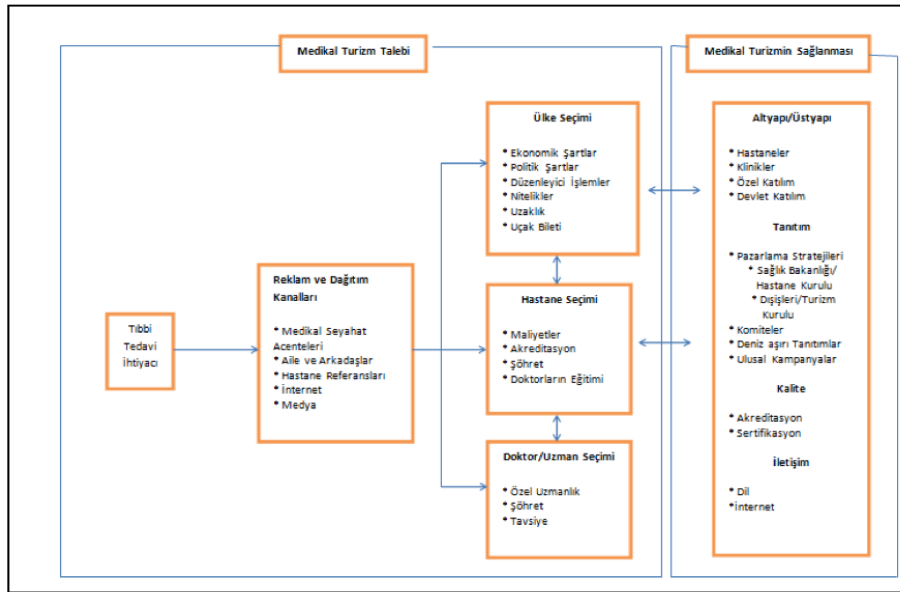 Medikal Turizm Talebi
Medikal Turizmin Sağlanması
Tıbbi
Tedavi
İhtiyacı
Reklam ve Dağıtım
Kanalları
* Medikal Seyahat
Acenteleri
* Aile ve Arkadaşlar
* Hastane Referansları
* İnternet
* Medya
Ülke Seçimi
* Ekonomik Şartlar
* Politik Şartlar
* Düzenleyici İşlemler
* Nitelikler
* Uzaklık
* Uçak Bileti
Hastane Seçimi
* Maliyetler
* Akreditasyon
* Şöhret
* Doktorların Eğitimi
Doktor/Uzman Seçimi
* Özel Uzmanlık
* Şöhret
* Tavsiye
Altyapı/Üstyapı
* Hastaneler
* Klinikler
* Özel Katılım
* Devlet Katılım
Tanıtım
* Pazarlama Stratejileri
* Sağlık Bakanlığı/
Hastane Kurulu
* Dışişleri/Turizm
Kurulu
* Komiteler
* Deniz aşırı Tanıtımlar
* Ulusal Kampanyalar
Kalite
* Akreditasyon
* Sertifikasyon
İletişim
* Dil
*İnternet